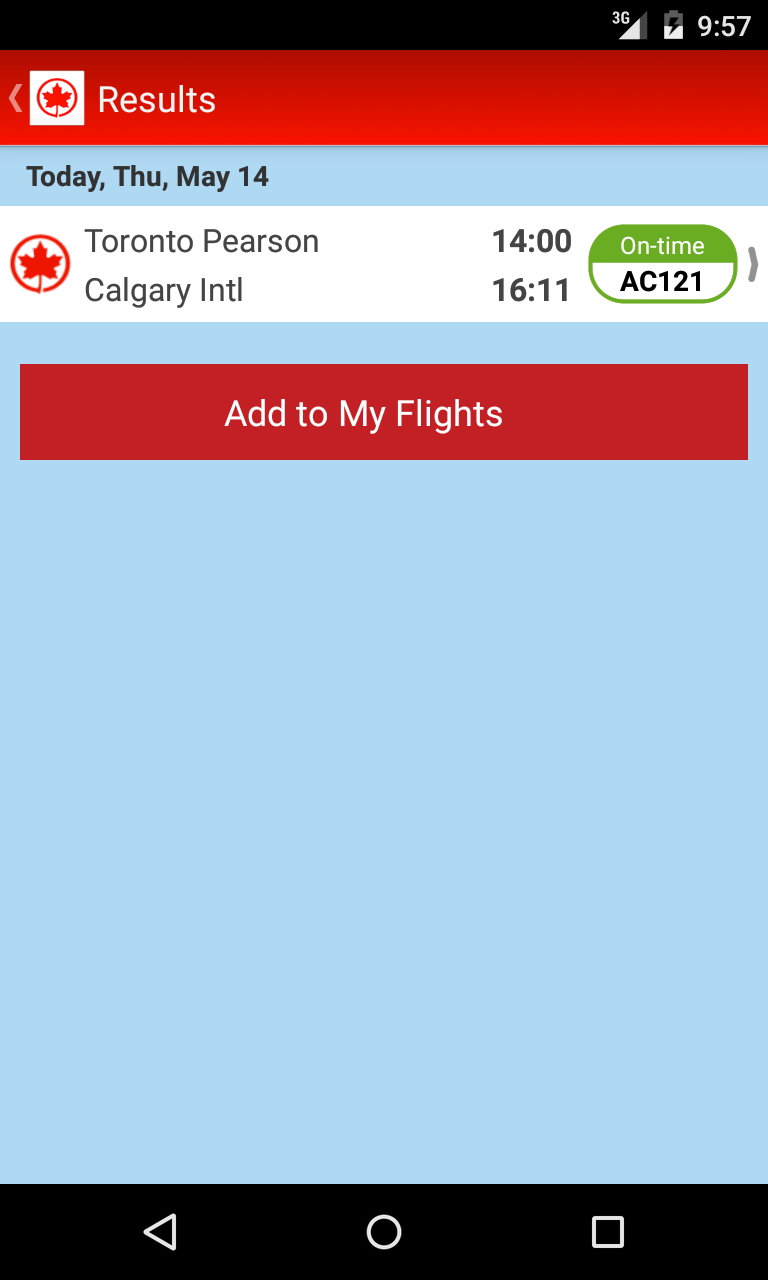 3G 9:57
Results
Today, Thu, May 14
Toronto Pearson 14:00 On-time
Calgary Intl 16:11 AC121
Add to My Flights